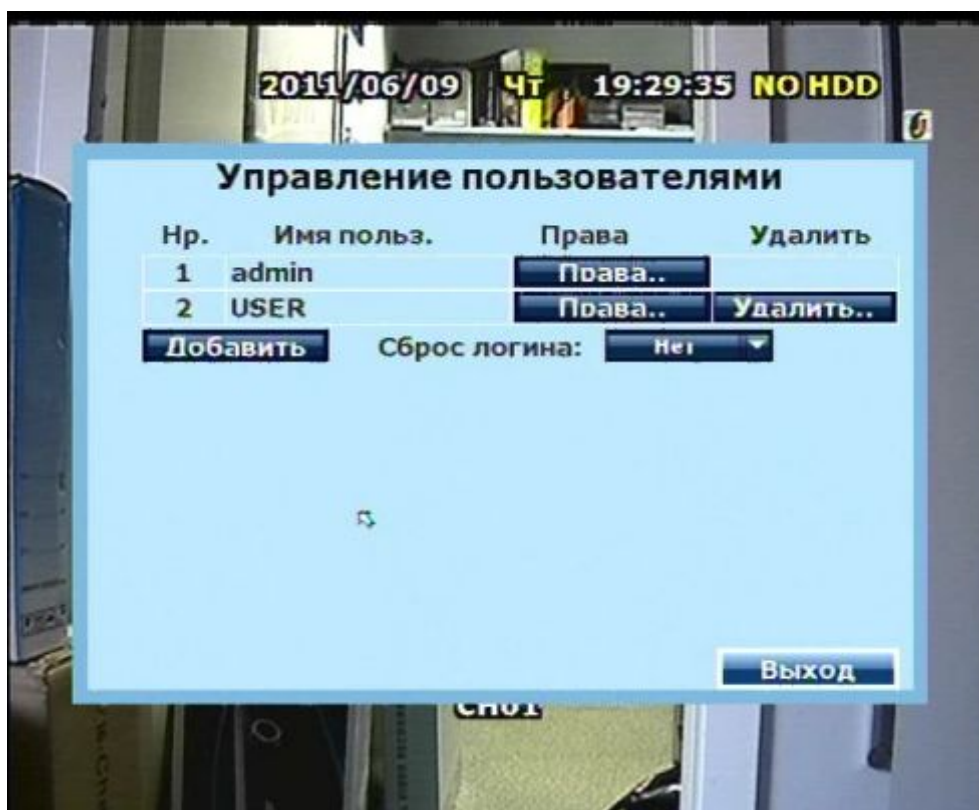 2011/06/09 Чт 19:29:35 NO HDD
Управление пользователями
Нр. Имя польз. Права Удалить
1 admin Права..
2 USER Права.. Удалить..
Добавить Сброс логина: Нет
Выход
CH01